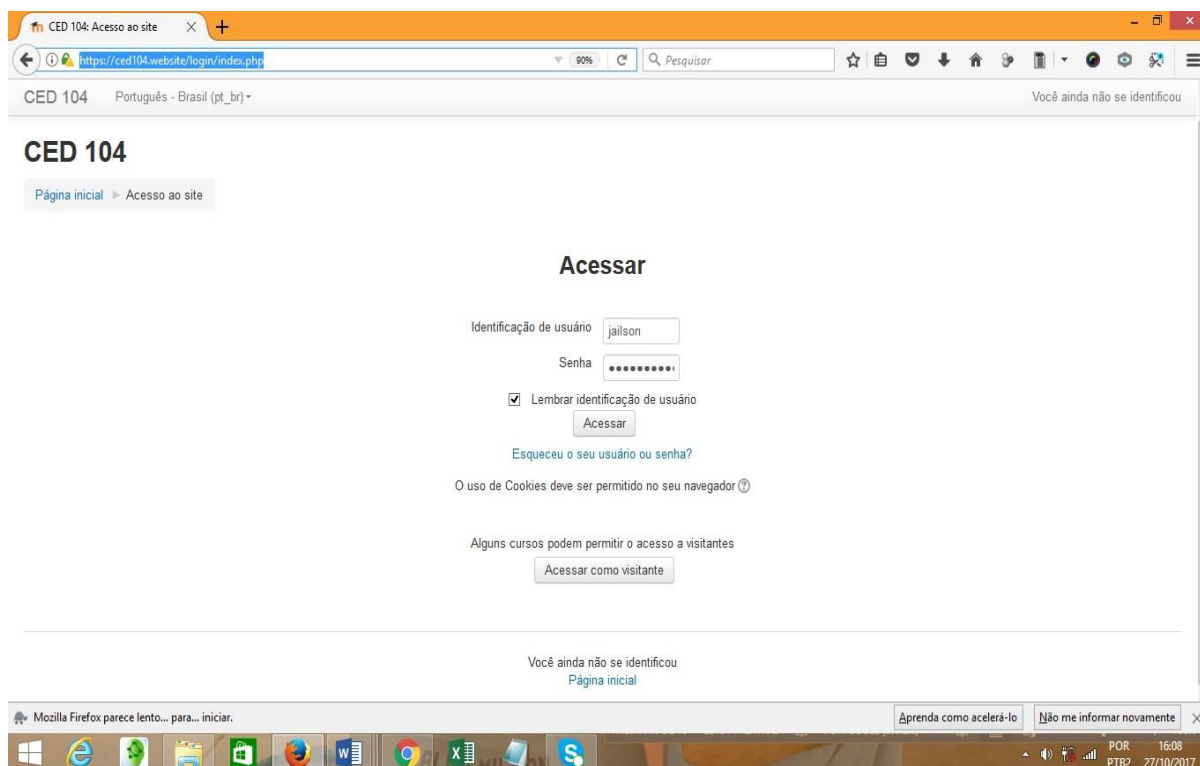 CED 104: Acesso ao site
https://ced104.website/login/index.php
90%
Pesquisar
CED 104 Português - Brasil (pt_br)
Você ainda não se identificou
CED 104
Página inicial Acesso ao site
Acessar
Identificação de usuário jailson
Senha
Lembrar identificação de usuário
Acessar
Esqueceu o seu usuário ou senha?
O uso de Cookies deve ser permitido no seu navegador
Alguns cursos podem permitir o acesso a visitantes
Acessar como visitante
Você ainda não se identificou
Página inicial
Mozilla Firefox parece lento... para... iniciar.
Aprenda como acelerá-lo
Não me informar novamente
POR 16:08
PTB2 27/10/2017